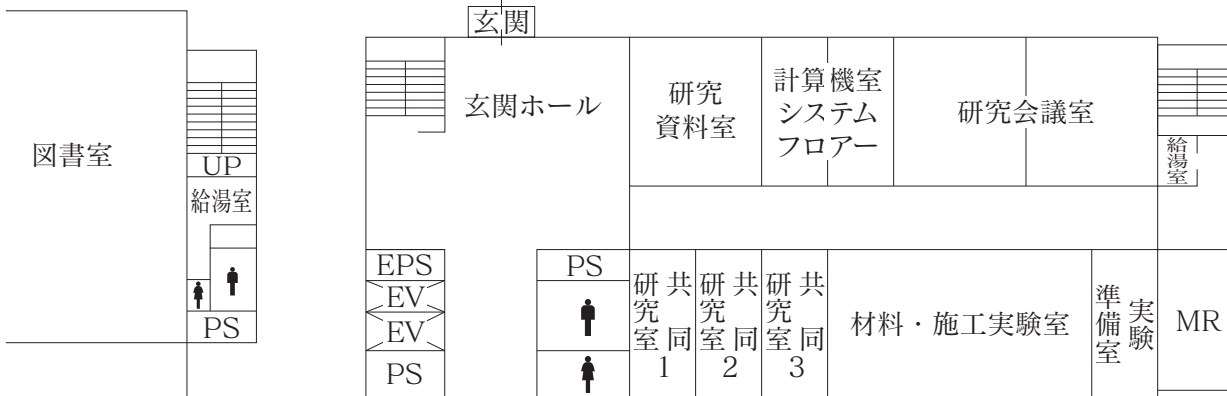 玄関
図書室
UP
給湯室
PS
玄関ホール
研究
資料室
計算機室
システム
フロアー
研究会議室
給湯室
EPS
EV
EV
PS
PS
共同
研究室
1
共同
研究室
2
共同
研究室
3
材料・施工実験室
実験
準備室
MR